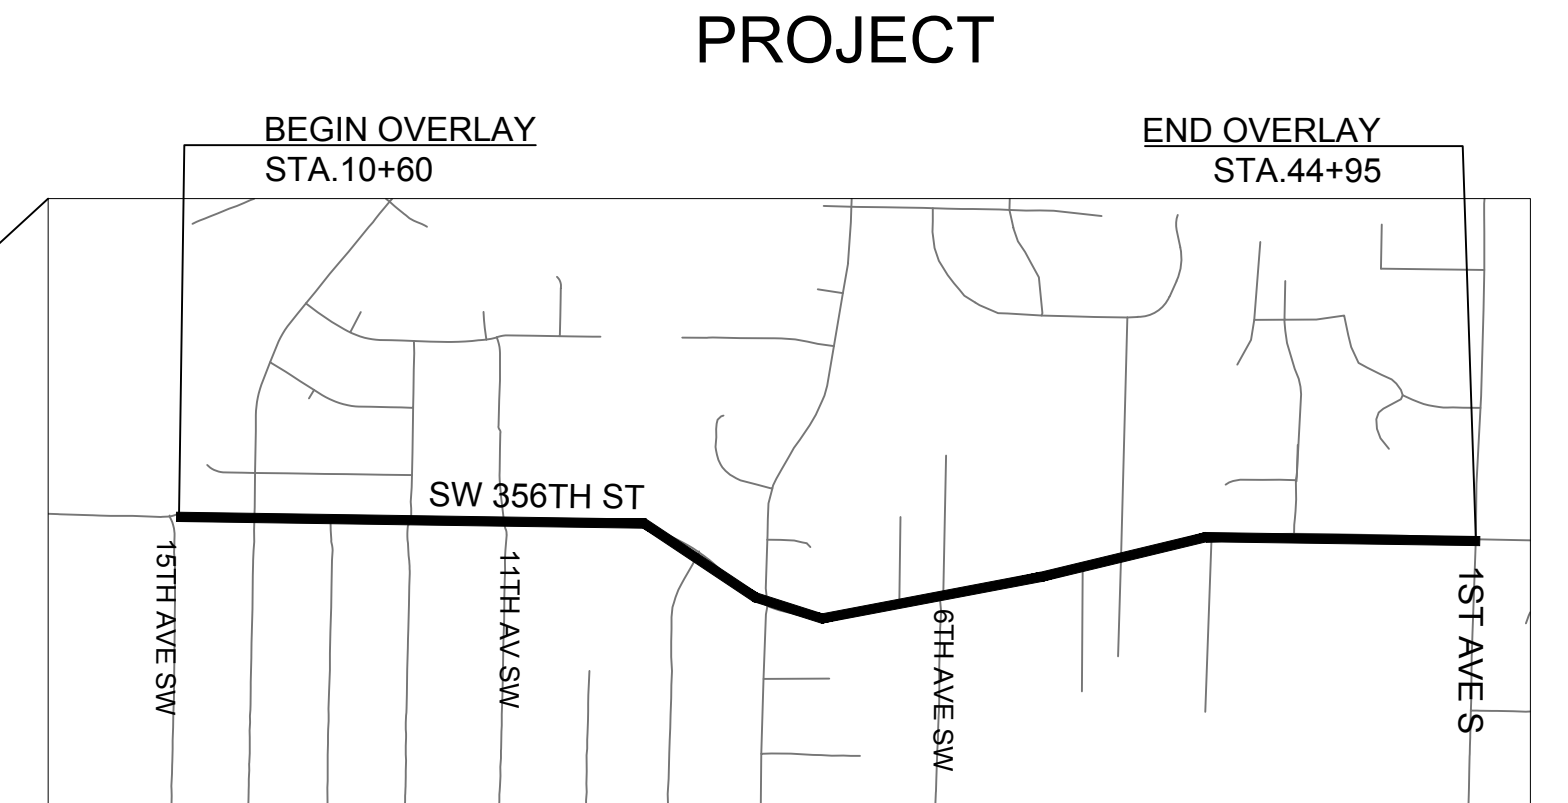 PROJECT
BEGIN OVERLAY
STA.10+60
END OVERLAY
STA.44+95
SW 356TH ST
15TH AVE SW
11TH AV SW
6TH AVE SW
1ST AVE S